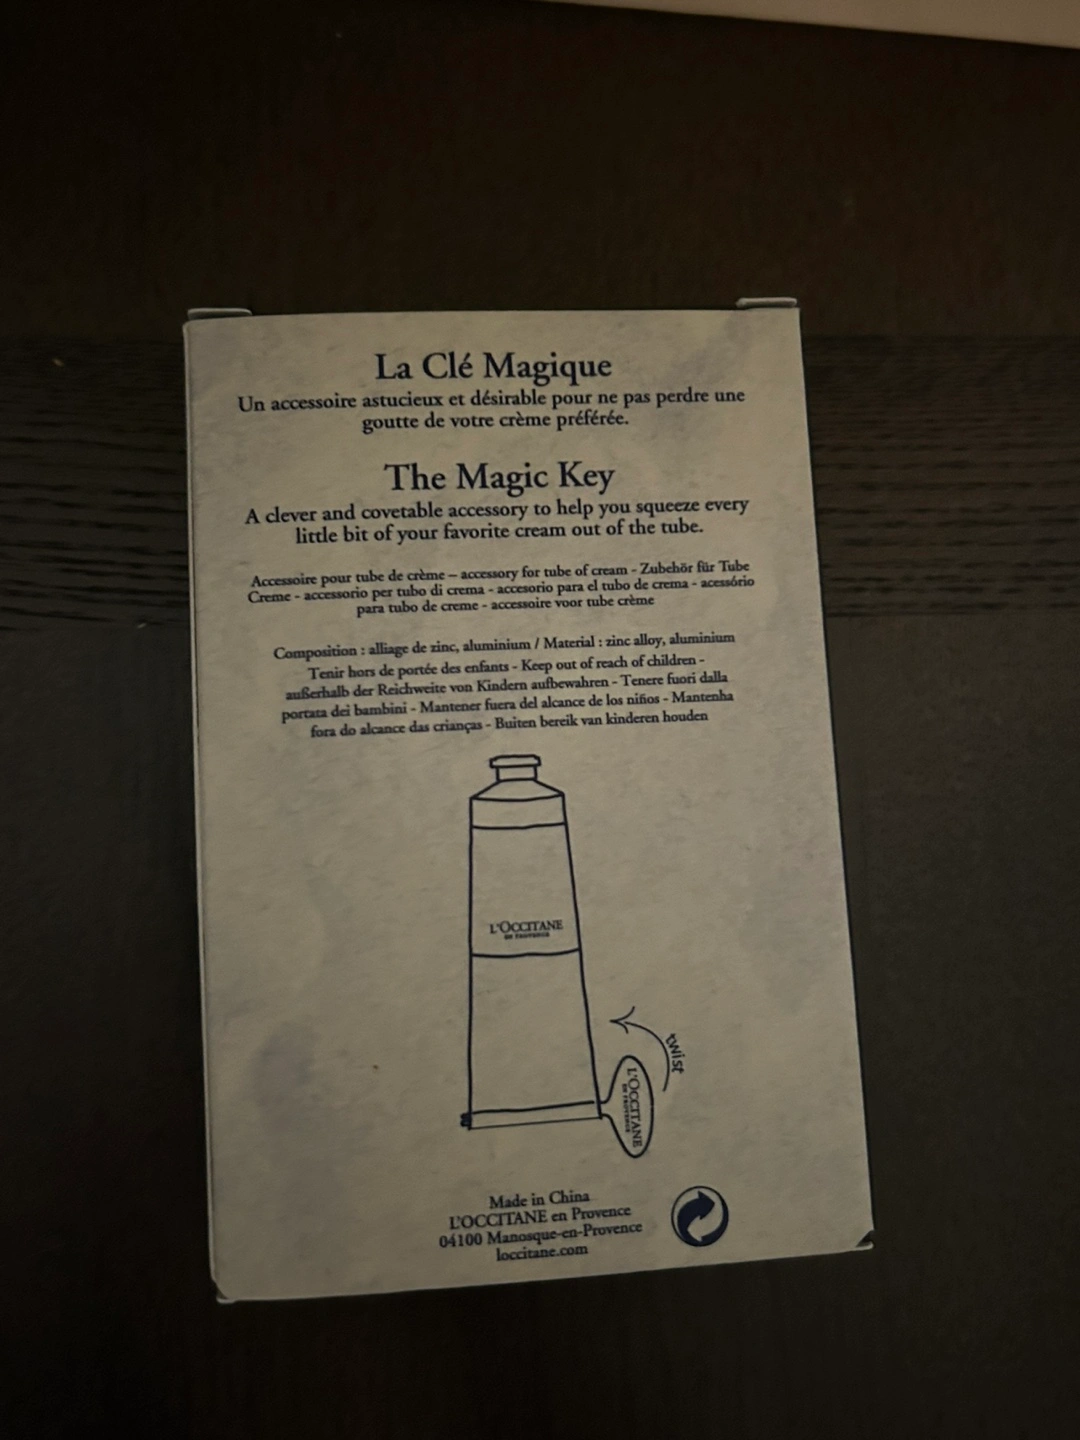 La Clé Magique
Un accessoire astucieux et désirable pour ne pas perdre une
goutte de votre crème préférée.
The Magic Key
A clever and covetable accessory to help you squeeze every
little bit of your favorite cream out of the tube.
Accessoire pour tube de crème – accessory for tube of cream - Zubehör für Tube
Creme - accessorio per tubo di crema - accesorio para el tubo de crema - acessório
para tubo de creme - accessoire voor tube crème
Composition : alliage de zinc, aluminium / Material : zinc alloy, aluminium
Tenir hors de portée des enfants - Keep out of reach of children -
außerhalb der Reichweite von Kindern aufbewahren - Tenere fuori dalla
portata dei bambini - Mantener fuera del alcance de los niños - Mantenha
fora do alcance das crianças - Buiten bereik van kinderen houden
L'OCCITANE
EN PROVENCE
twist
L'OCCITANE
EN PROVENCE
Made in China
L'OCCITANE en Provence
04100 Manosque-en-Provence
loccitane.com